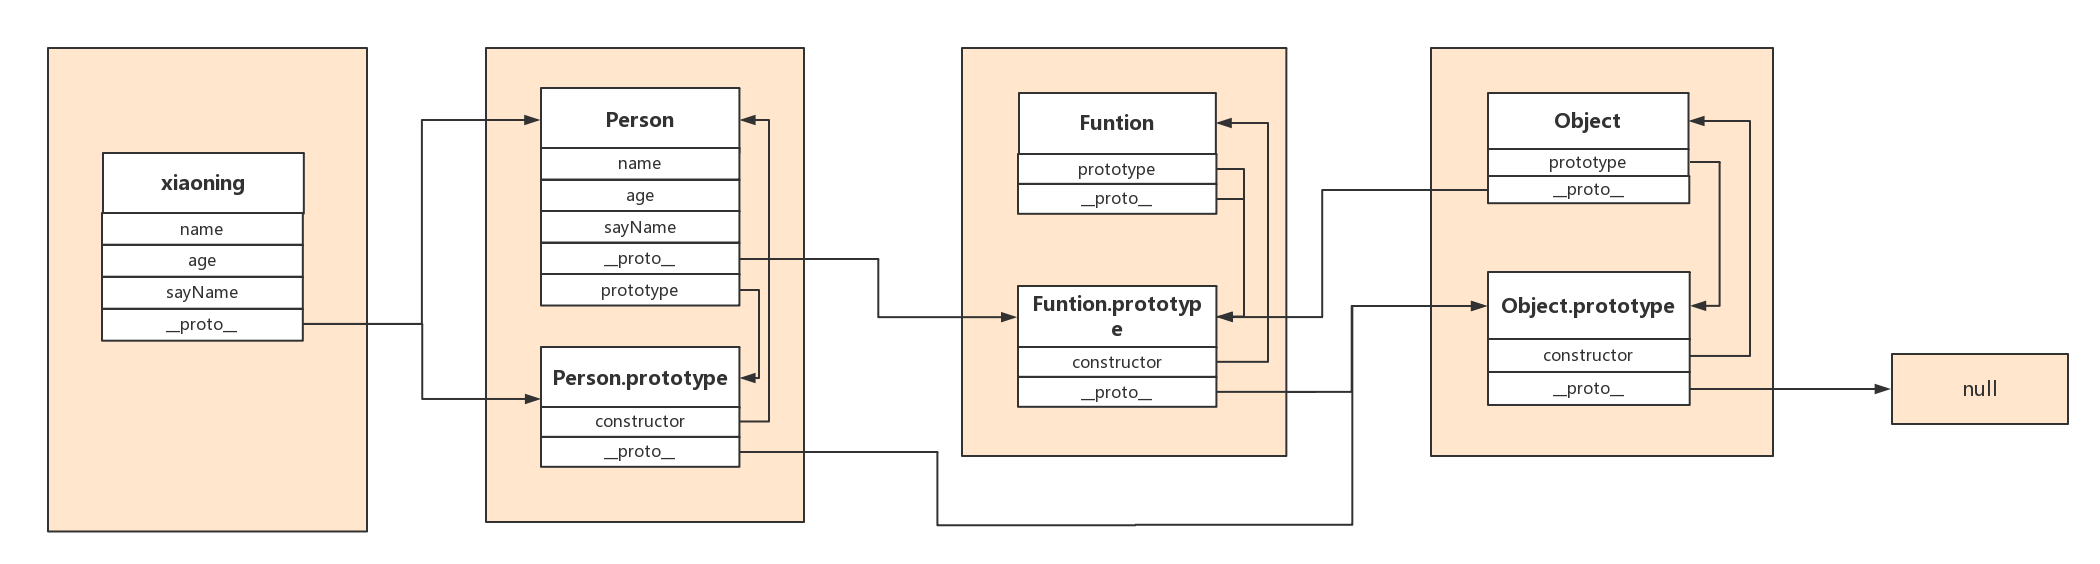 xiaoning
name
age
sayName
__proto__
Person
name
age
sayName
__proto__
prototype
Person.prototype
constructor
__proto__
Funtion
prototype
__proto__
Funtion.prototyp
e
constructor
__proto__
Object
prototype
__proto__
Object.prototype
constructor
__proto__
null